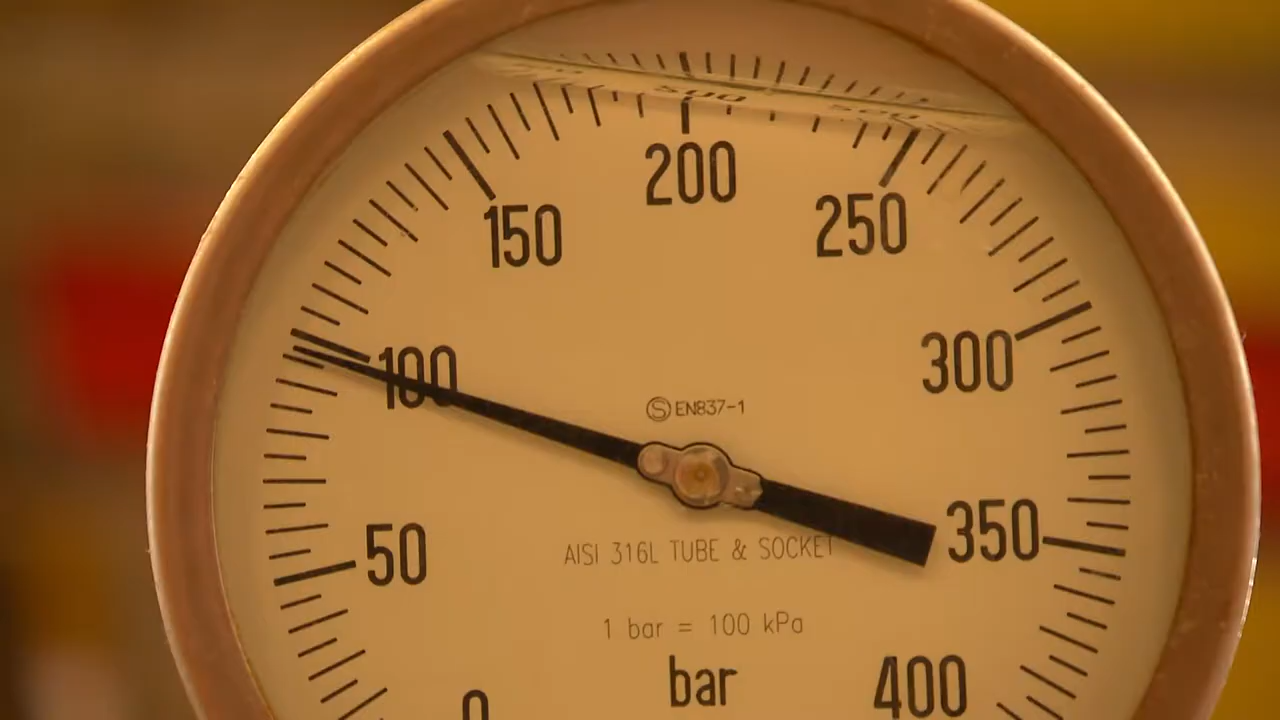 200
150
250
100
300
Ⓢ EN837-1
50
350
AISI 316L TUBE & SOCKET
1 bar = 100 kPa
bar
0
400